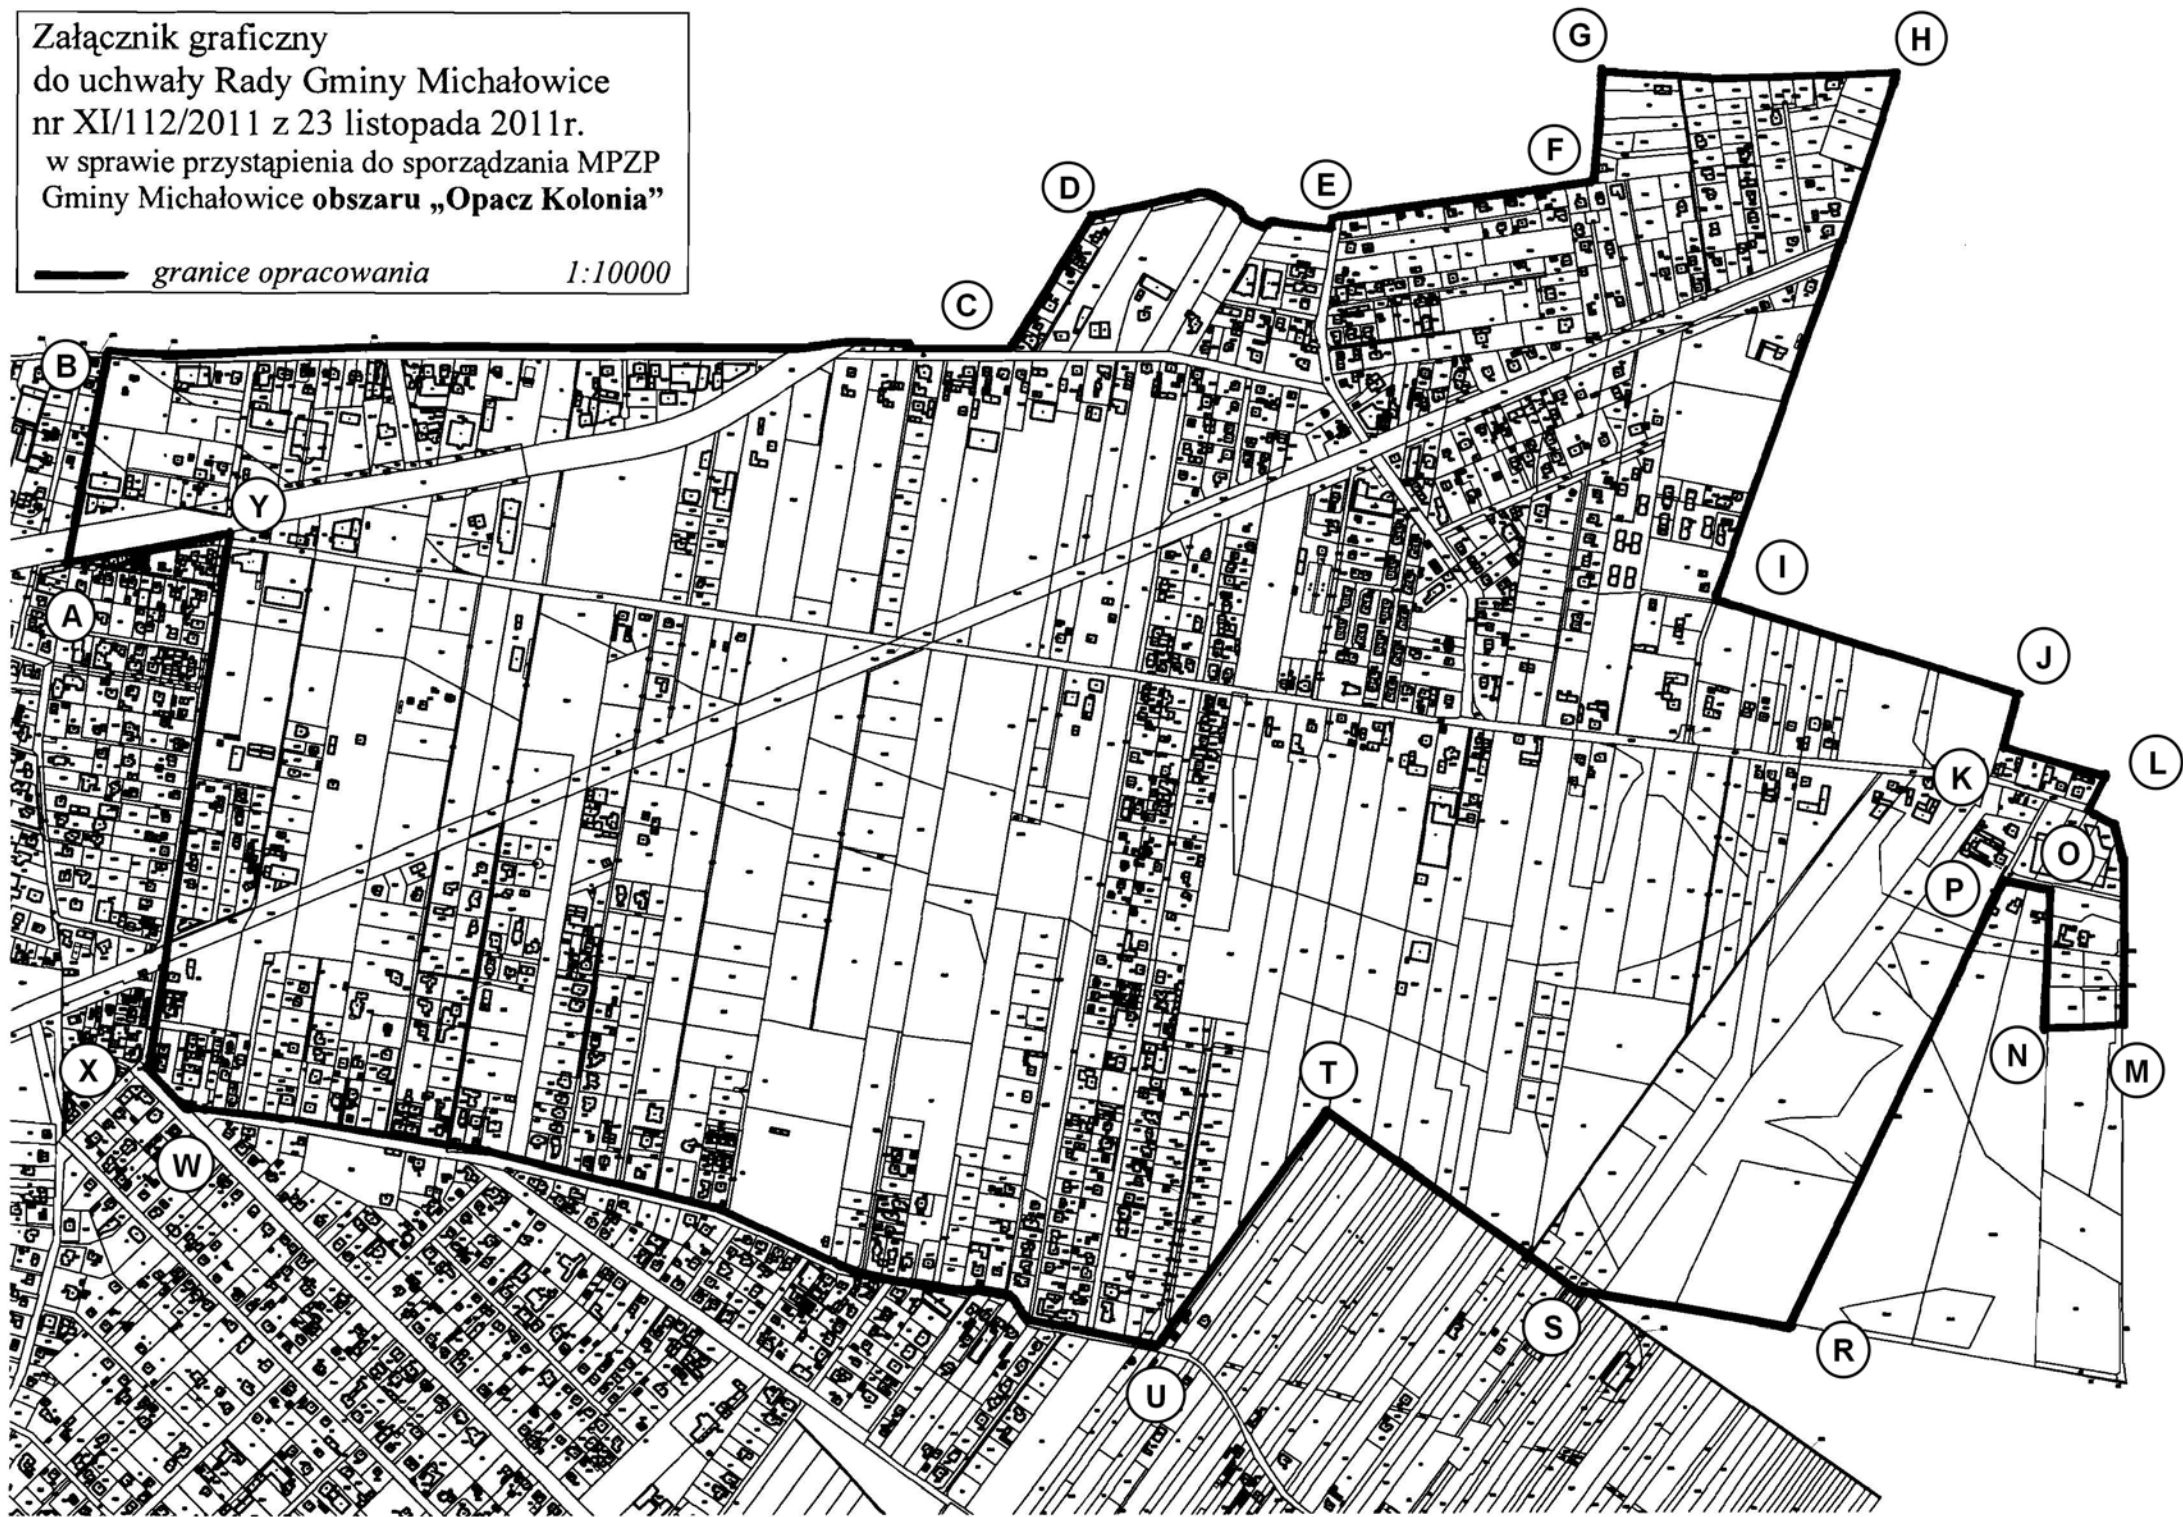 Załącznik graficzny
do uchwały Rady Gminy Michałowice
nr XI/112/2011 z 23 listopada 2011r.
w sprawie przystąpienia do sporządzania MPZP
Gminy Michałowice obszaru „Opacz Kolonia”
granice opracowania 1:10000
G
H
F
D
E
C
B
Y
I
A
J
L
K
O
P
N
M
T
X
W
S
R
U